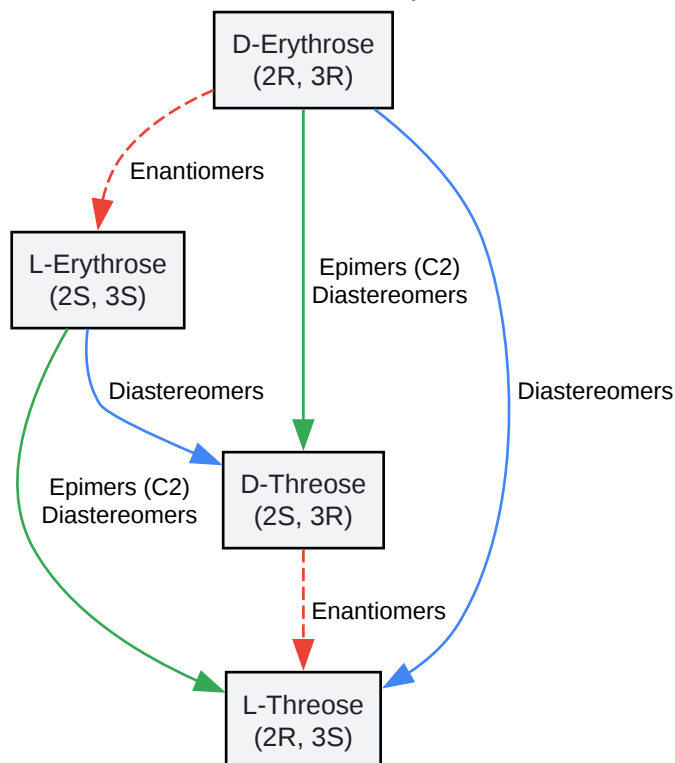 D-Erythrose
(2R, 3R)
Enantiomers
L-Erythrose
(2S, 3S)
Epimers (C2)
Diastereomers
Diastereomers
Diastereomers
Epimers (C2)
Diastereomers
D-Threose
(2S, 3R)
Enantiomers
L-Threose
(2R, 3S)